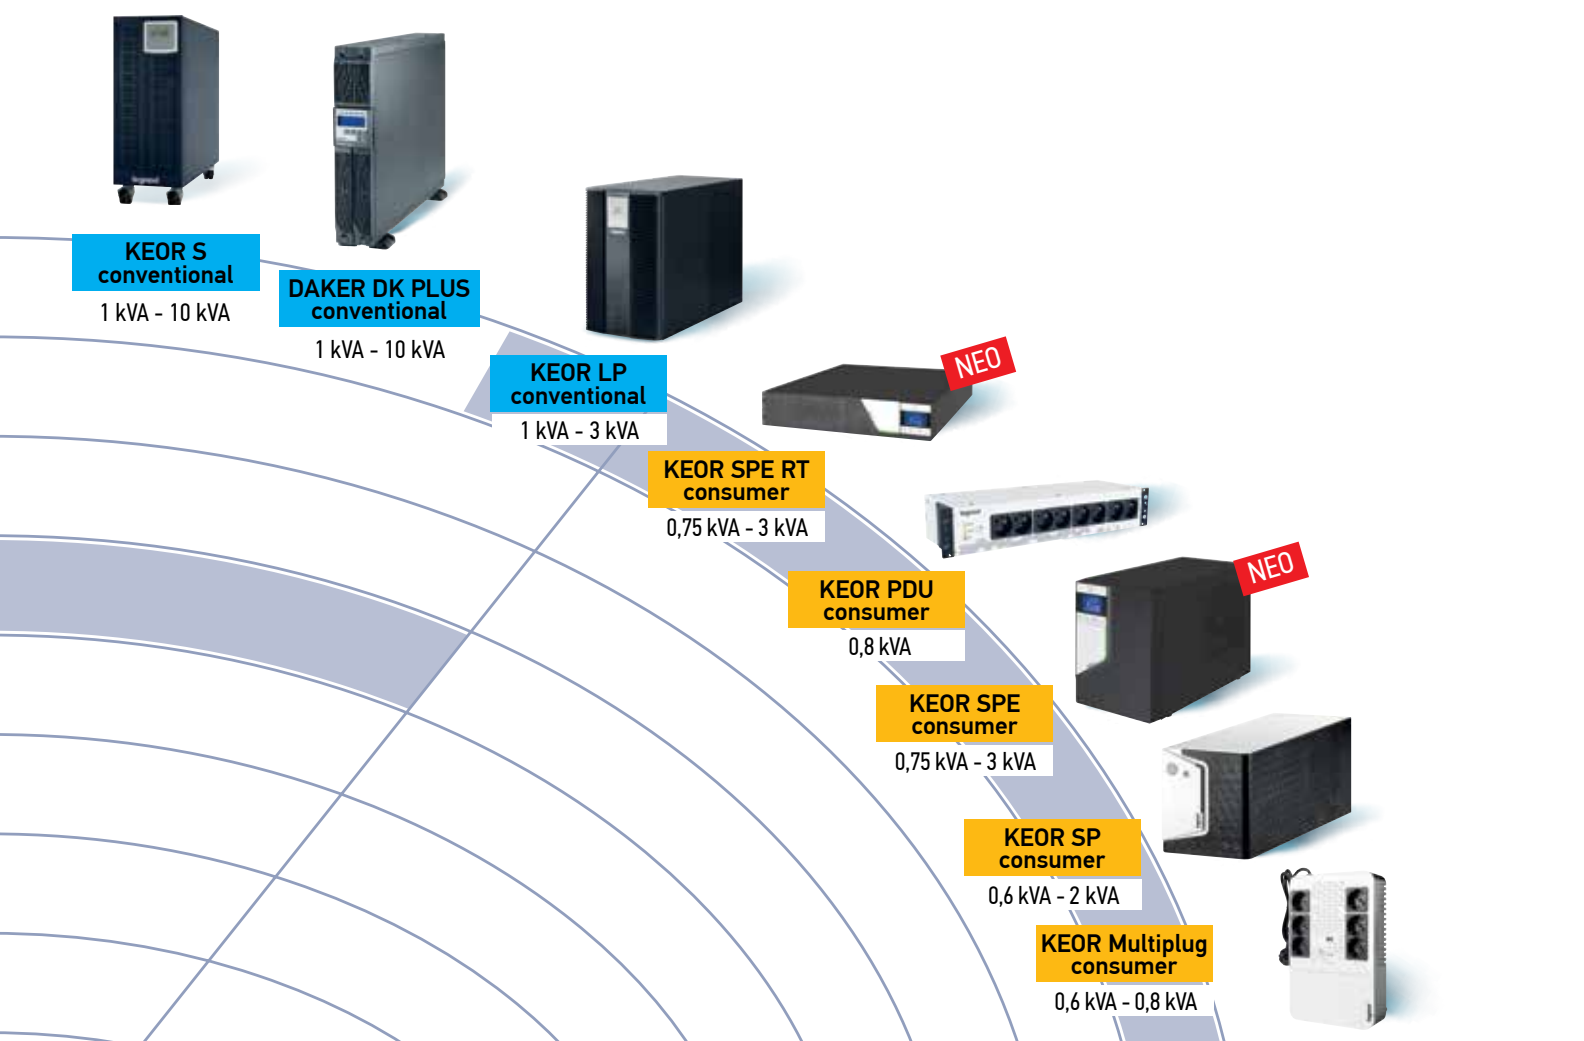 KEOR S
conventional
1 kVA - 10 kVA
DAKER DK PLUS
conventional
1 kVA - 10 kVA
KEOR LP
conventional
1 kVA - 3 kVA
NEO
KEOR SPE RT
consumer
0,75 kVA - 3 kVA
KEOR PDU
consumer
0,8 kVA
NEO
KEOR SPE
consumer
0,75 kVA - 3 kVA
KEOR SP
consumer
0,6 kVA - 2 kVA
KEOR Multiplug
consumer
0,6 kVA - 0,8 kVA